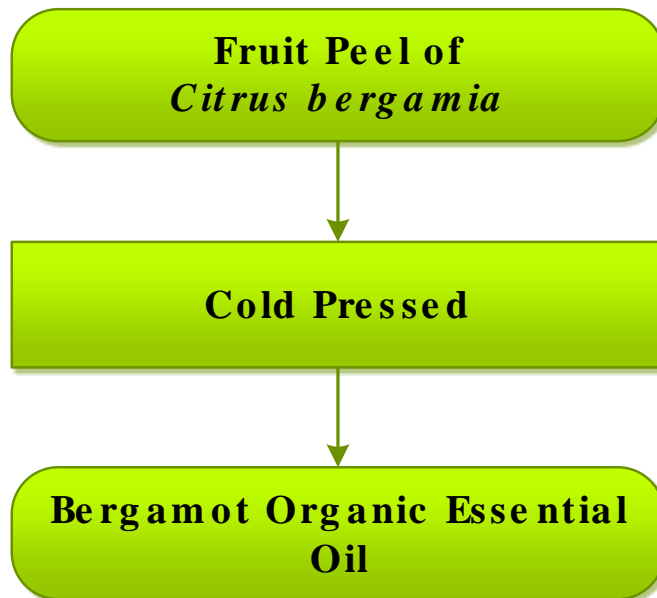 Fruit Peel of
Citrus bergamia
Cold Pressed
Bergamot Organic Essential
Oil